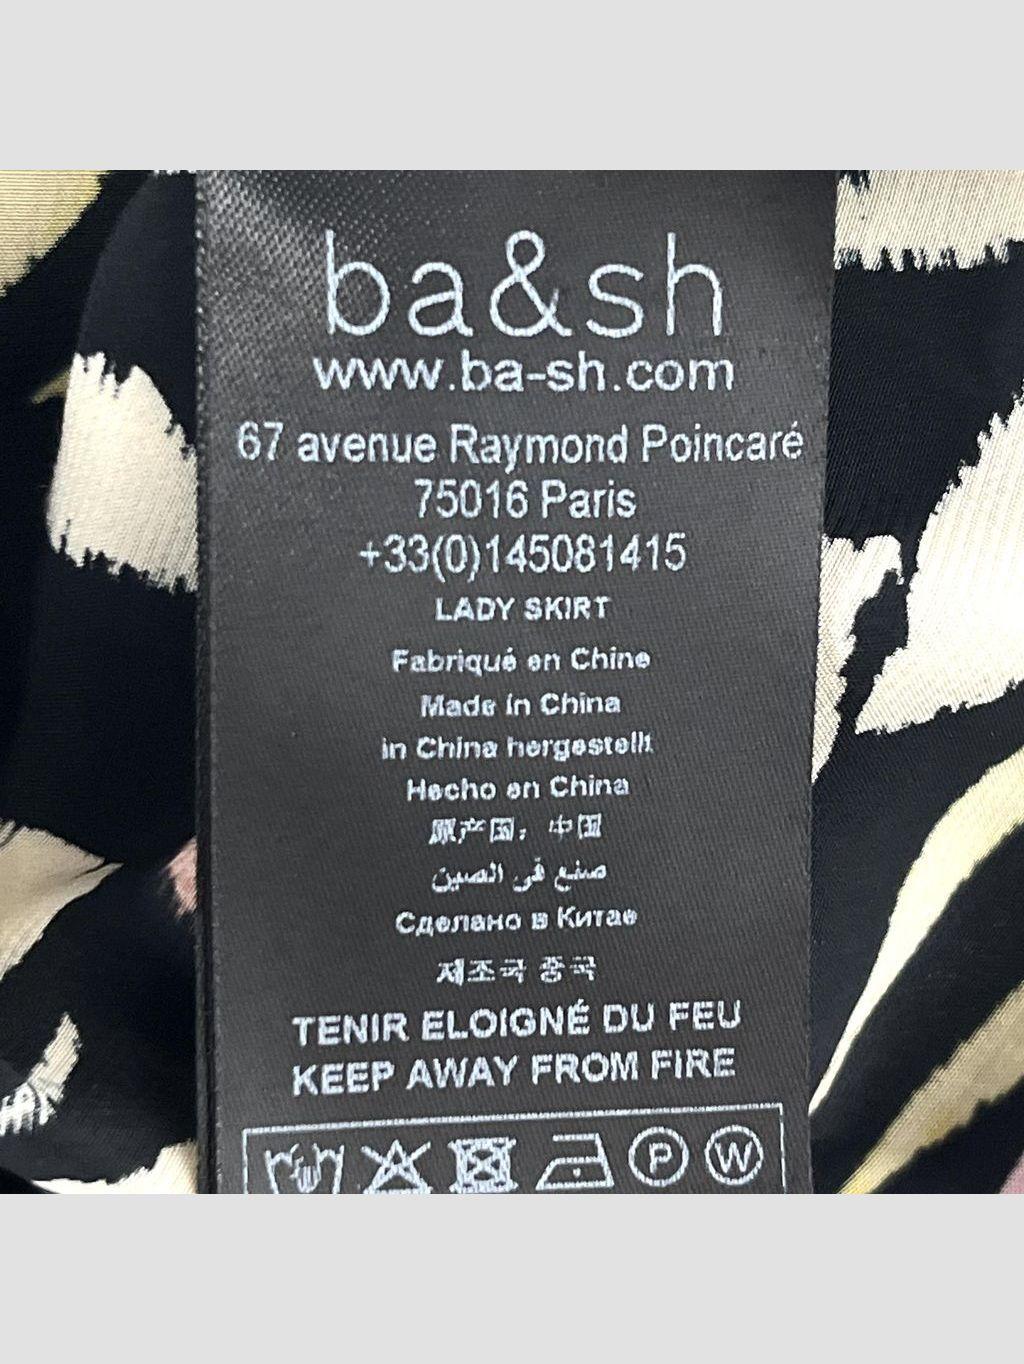 ba&sh
www.ba-sh.com
67 avenue Raymond Poincaré
75016 Paris
+33(0)145081415
LADY SKIRT
Fabriqué en Chine
Made in China
in China hergestellt
Hecho en China
原产国：中国
صنع في الصين
Сделано в Китае
제조국 중국
TENIR ELOIGNÉ DU FEU
KEEP AWAY FROM FIRE
P W